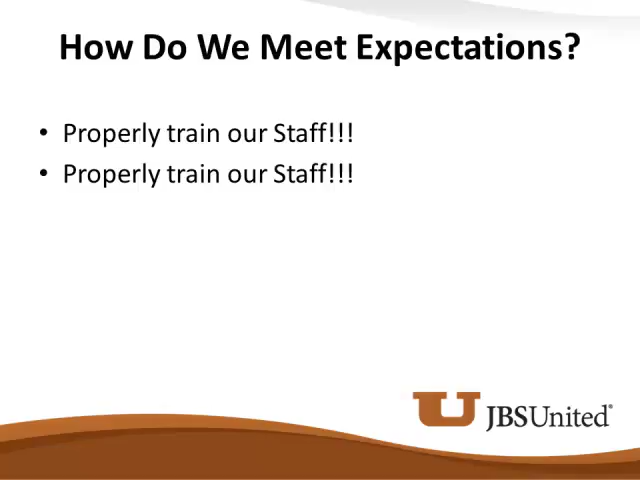 How Do We Meet Expectations?
• Properly train our Staff!!!
• Properly train our Staff!!!
JBSUnited®